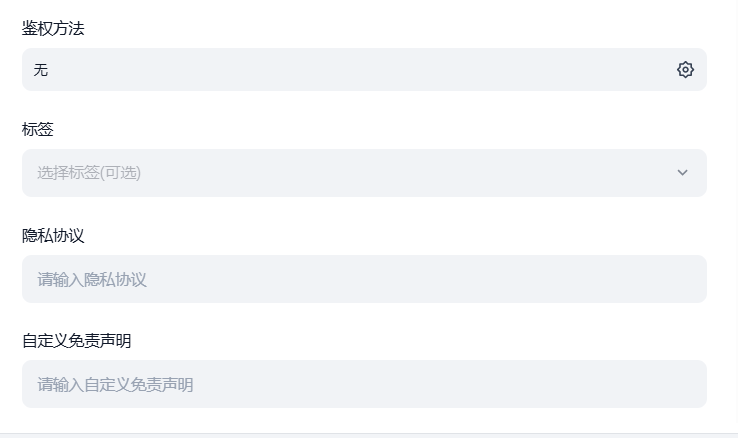 鉴权方法
无
标签
选择标签(可选)
隐私协议
请输入隐私协议
自定义免责声明
请输入自定义免责声明